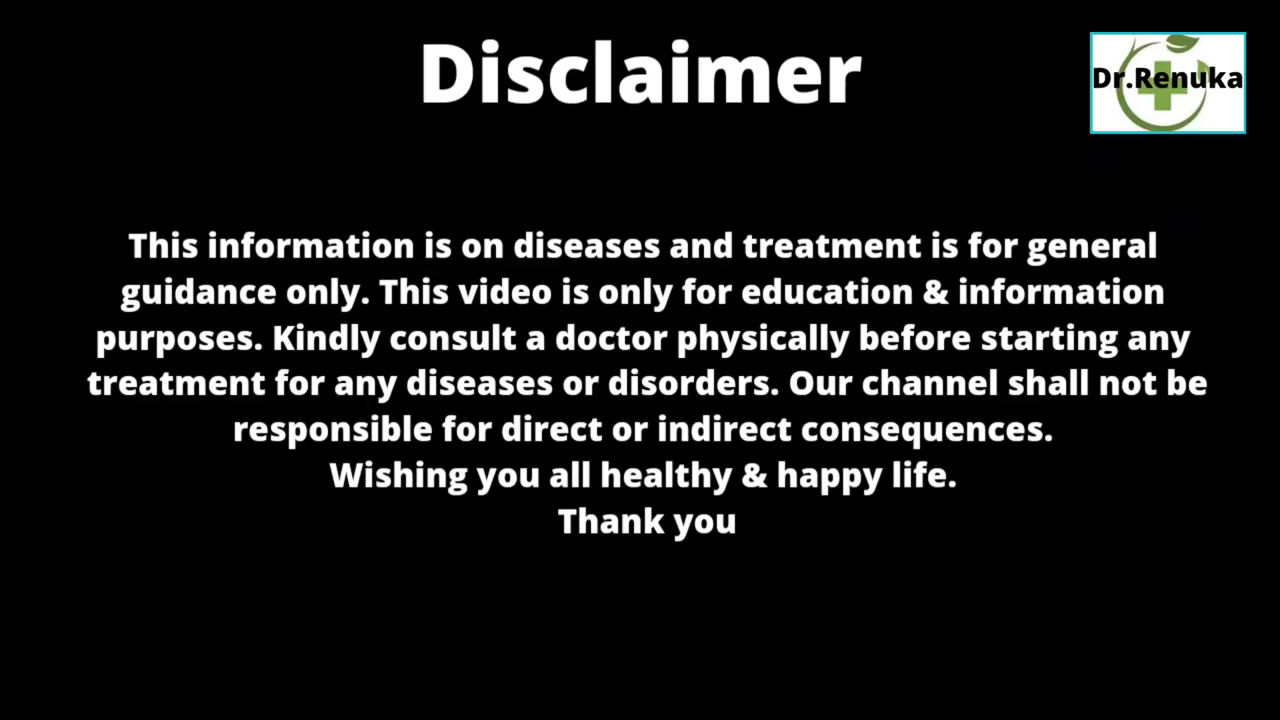 Disclaimer
Dr.Renuka
This information is on diseases and treatment is for general
guidance only. This video is only for education & information
purposes. Kindly consult a doctor physically before starting any
treatment for any diseases or disorders. Our channel shall not be
responsible for direct or indirect consequences.
Wishing you all healthy & happy life.
Thank you